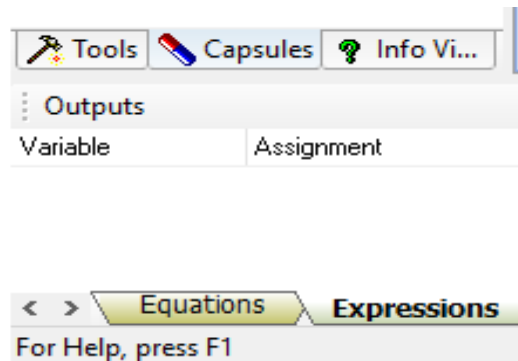 Tools Capsules Info Vi...
Outputs
Variable Assignment
< > Equations Expressions
For Help, press F1